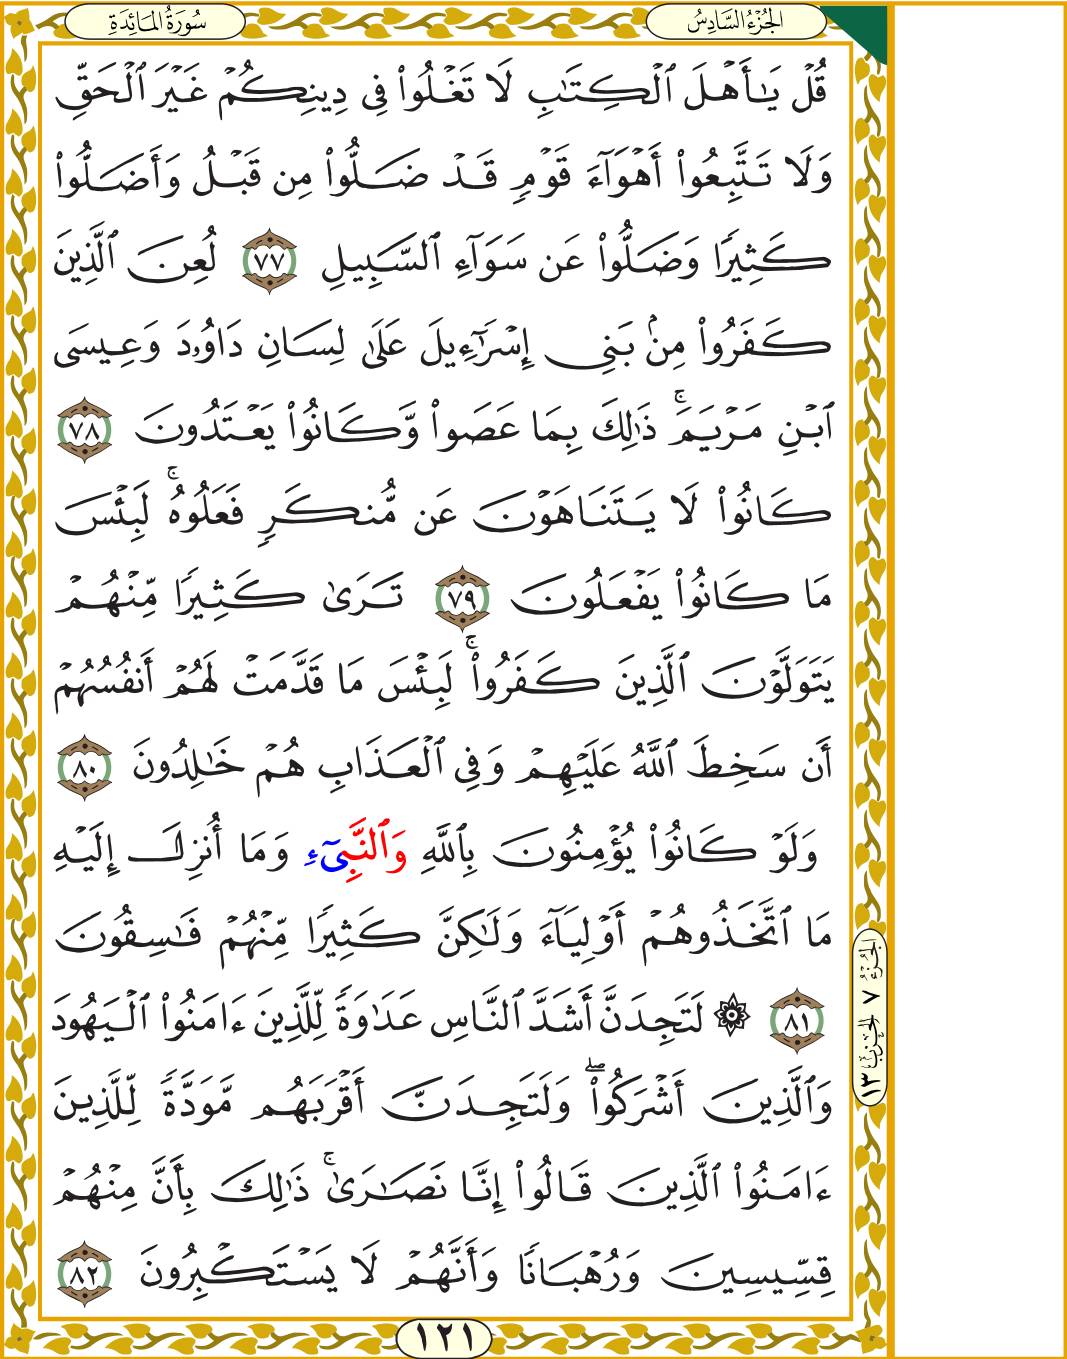 سُورَةُ المَائِدَةِ
الجُزْءُ السَّادِسُ
قُلۡ يَـٰٓأَهۡلَ ٱلۡكِتَـٰبِ لَا تَغۡلُواْ فِى دِينِكُمۡ غَيۡرَ ٱلۡحَقِّ
وَلَا تَتَّبِعُوٓاْ أَهۡوَآءَ قَوۡمٖ قَدۡ ضَلُّواْ مِن قَبۡلُ وَأَضَلُّواْ
كَثِيرٗا وَضَلُّواْ عَن سَوَآءِ ٱلسَّبِيلِ ٧٧ لُعِنَ ٱلَّذِينَ
كَفَرُواْ مِنۢ بَنِىٓ إِسۡرَٰٓءِيلَ عَلَىٰ لِسَانِ دَاوُۥدَ وَعِيسَى
ٱبۡنِ مَرۡيَمَۚ ذَٰلِكَ بِمَا عَصَواْ وَّكَانُواْ يَعۡتَدُونَ ٧٨
كَانُواْ لَا يَتَنَاهَوۡنَ عَن مُّنكَرٖ فَعَلُوهُۚ لَبِئۡسَ
مَا كَانُواْ يَفۡعَلُونَ ٧٩ تَرَىٰ كَثِيرٗا مِّنۡهُمۡ
يَتَوَلَّوۡنَ ٱلَّذِينَ كَفَرُواْۚ لَبِئۡسَ مَا قَدَّمَتۡ لَهُمۡ أَنفُسُهُمۡ
أَن سَخِطَ ٱللَّهُ عَلَيۡهِمۡ وَفِى ٱلۡعَذَابِ هُمۡ خَـٰلِدُونَ ٨٠
وَلَوۡ كَانُواْ يُؤۡمِنُونَ بِٱللَّهِ وَٱلنَّبِىٓءِ وَمَآ أُنزِلَ إِلَيۡهِ
مَا ٱتَّخَذُوهُمۡ أَوۡلِيَآءَ وَلَـٰكِنَّ كَثِيرٗا مِّنۡهُمۡ فَـٰسِقُونَ
٨١ ۞ لَتَجِدَنَّ أَشَدَّ ٱلنَّاسِ عَدَٰوَةٗ لِّلَّذِينَ ءَامَنُواْ ٱلۡيَهُودَ
وَٱلَّذِينَ أَشۡرَكُواْۖ وَلَتَجِدَنَّ أَقۡرَبَهُم مَّوَدَّةٗ لِّلَّذِينَ
ءَامَنُواْ ٱلَّذِينَ قَالُوٓاْ إِنَّا نَصَـٰرَىٰۚ ذَٰلِكَ بِأَنَّ مِنۡهُمۡ
قِسِّيسِينَ وَرُهۡبَانٗا وَأَنَّهُمۡ لَا يَسۡتَكۡبِرُونَ ٨٢
الجُزْءُ ٧ الحِزبُ ١٣
١٢١